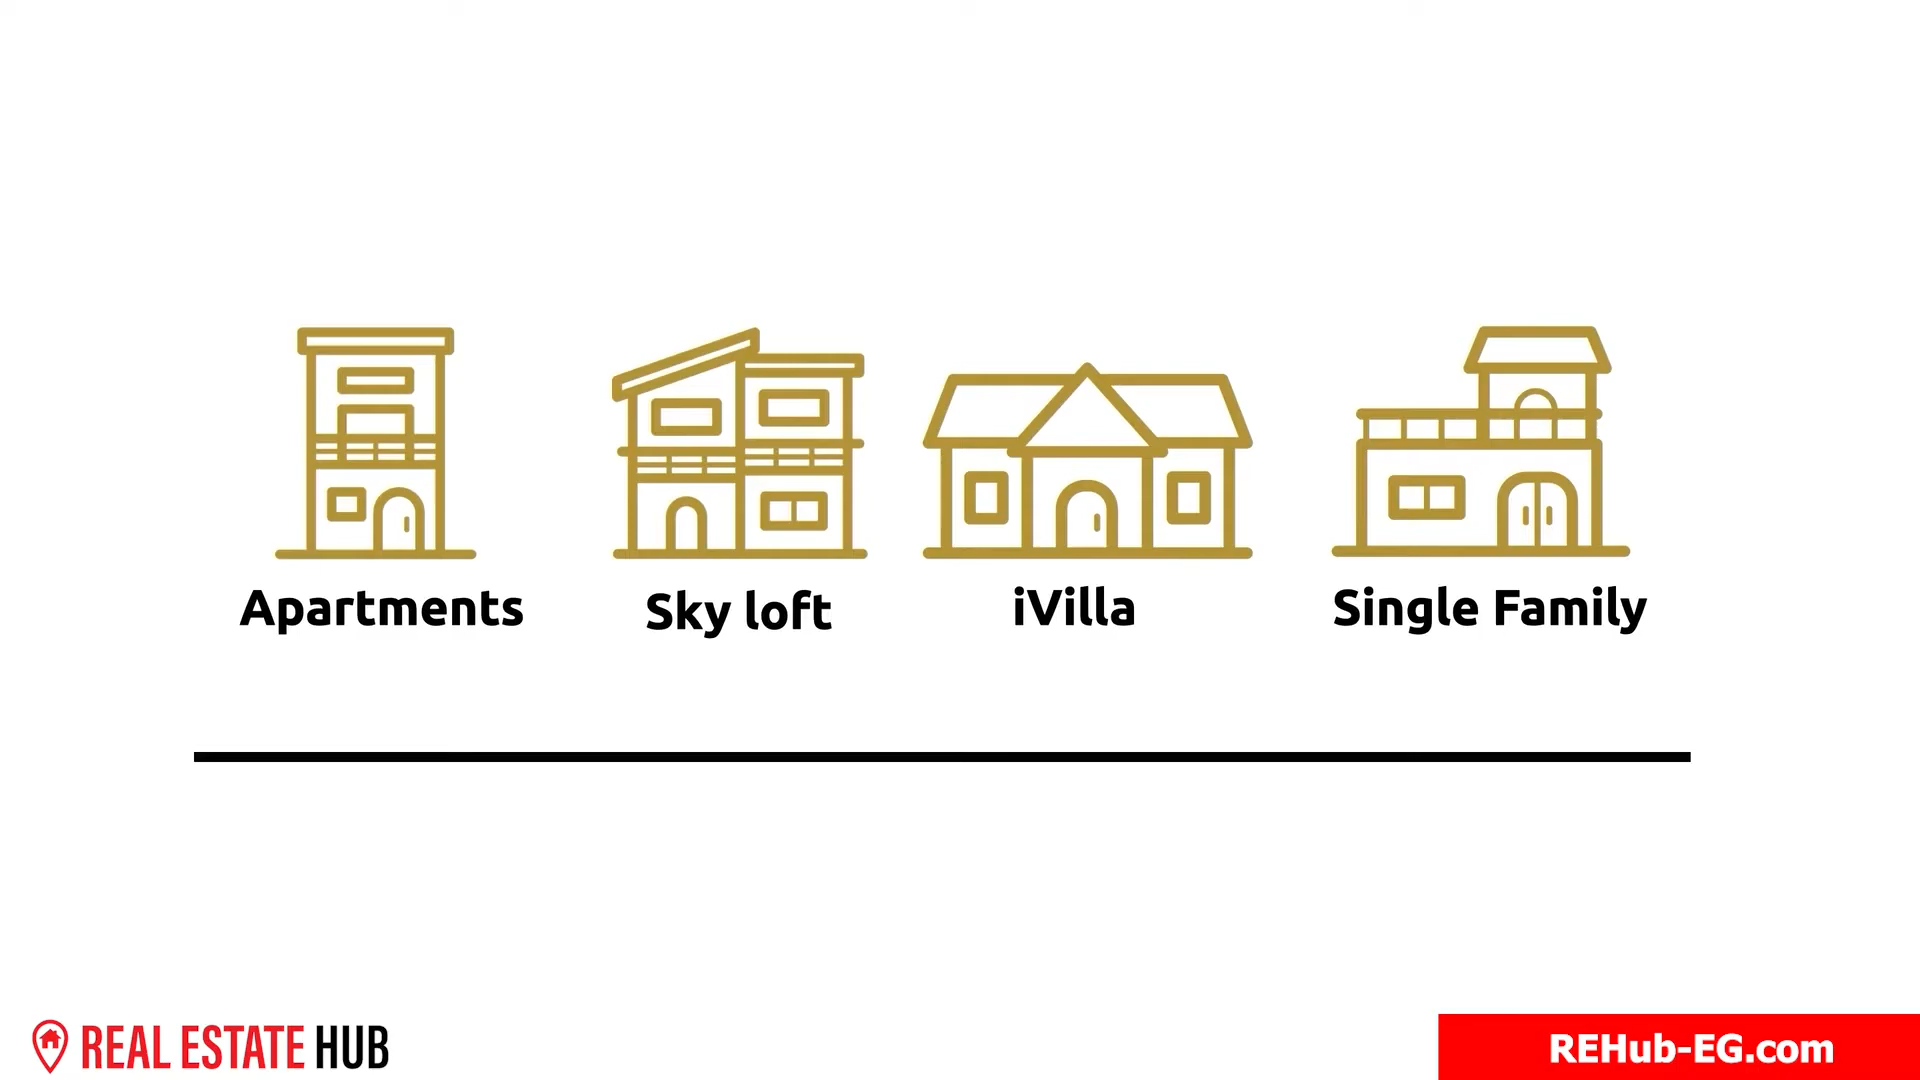 Apartments
Sky loft
iVilla
Single Family
REAL ESTATE HUB
REHub-EG.com